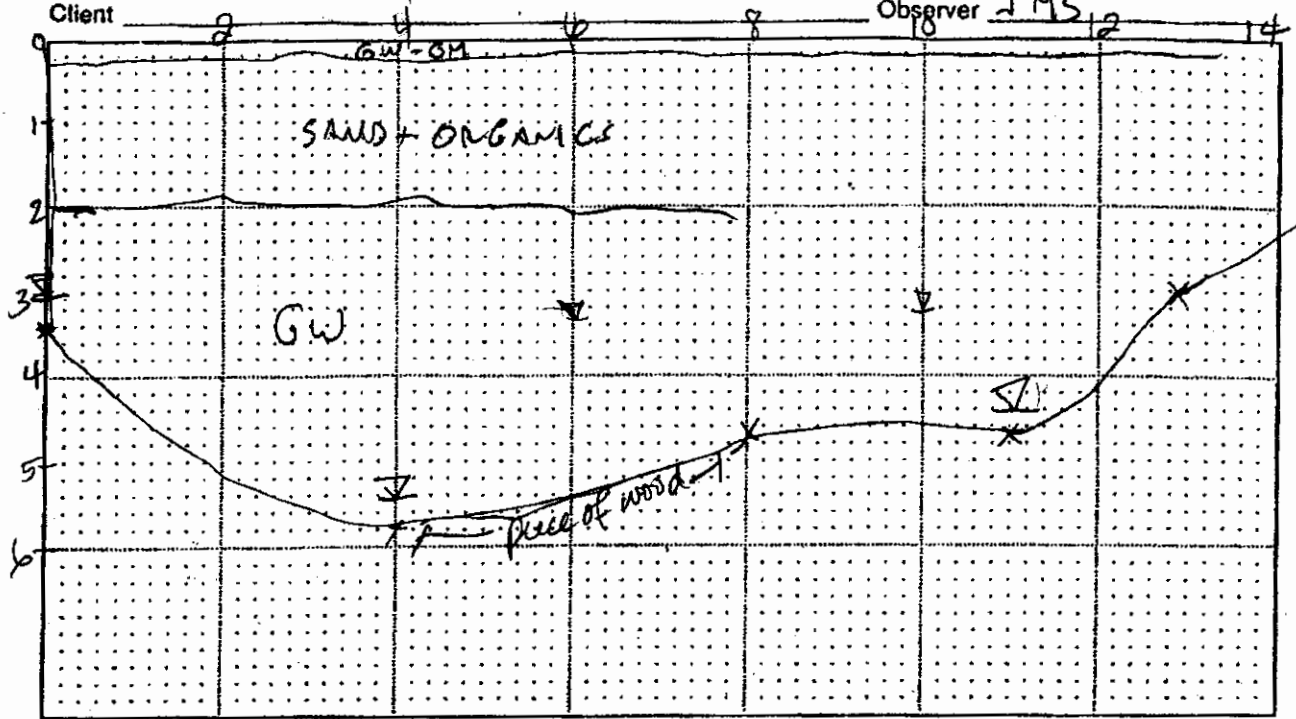 Client Observer
2 4 6 8 10 12 14
0
GW-GM
1
SAND + ORGANICS
2
3
GW
4
5
piece of wood
6